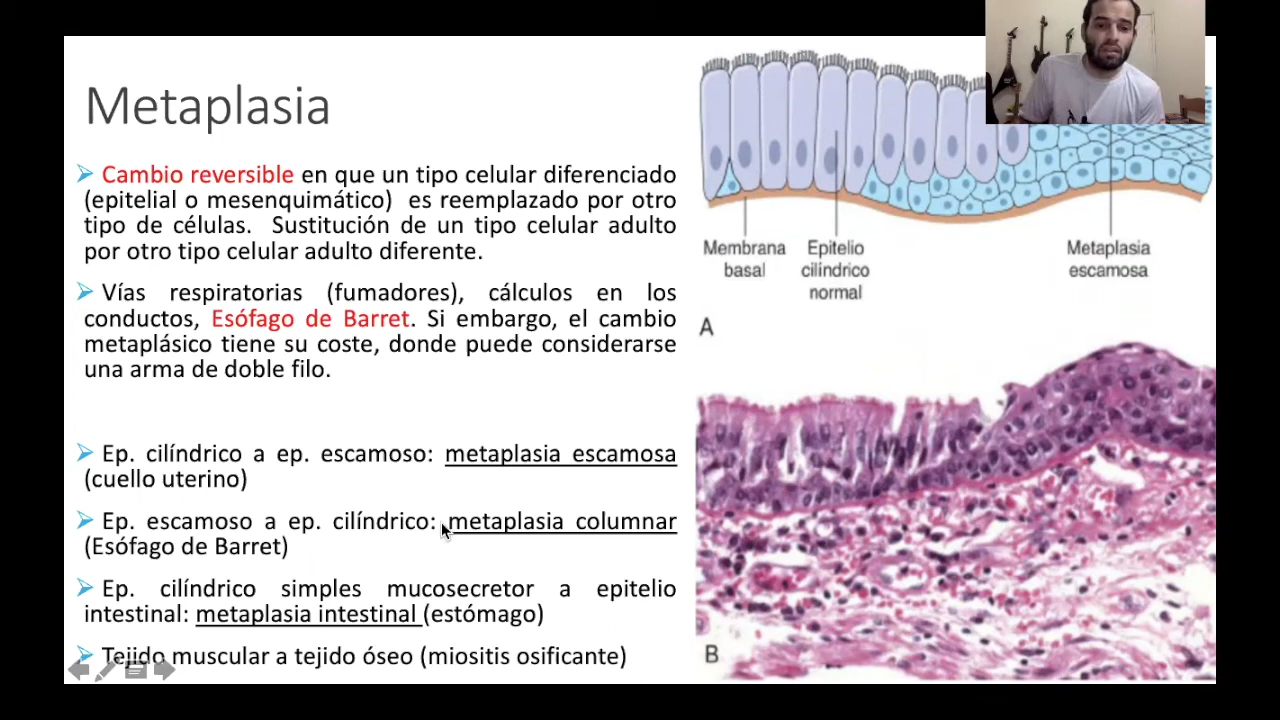 Metaplasia
➢ Cambio reversible en que un tipo celular diferenciado
(epitelial o mesenquimático) es reemplazado por otro
tipo de células. Sustitución de un tipo celular adulto
por otro tipo celular adulto diferente.
➢ Vías respiratorias (fumadores), cálculos en los
conductos, Esófago de Barret. Si embargo, el cambio
metaplásico tiene su coste, donde puede considerarse
una arma de doble filo.
➢ Ep. cilíndrico a ep. escamoso: metaplasia escamosa
(cuello uterino)
➢ Ep. escamoso a ep. cilíndrico: metaplasia columnar
(Esófago de Barret)
➢ Ep. cilíndrico simples mucosecretor a epitelio
intestinal: metaplasia intestinal (estómago)
➢ Tejido muscular a tejido óseo (miositis osificante)
Membrana
basal
Epitelio
cilíndrico
normal
Metaplasia
escamosa
A
B